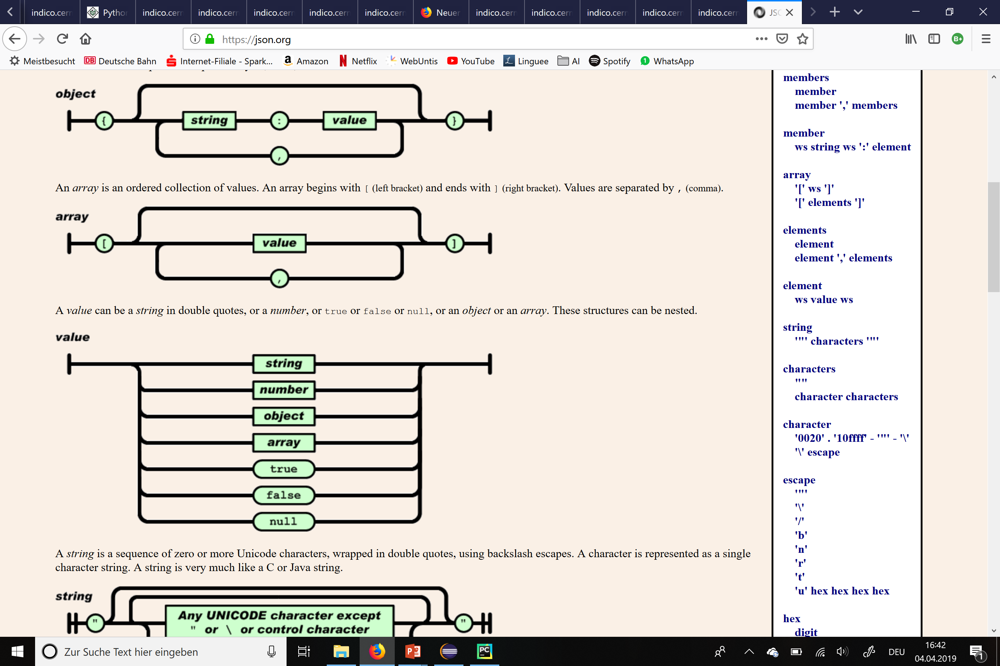 indico.cern
Python
indico.cern
indico.cern
indico.cern
indico.cern
indico.cern
Neuer
indico.cern
indico.cern
indico.cern
indico.cern
indico.cern
JSO
https://json.org
B+
Meistbesucht
DB Deutsche Bahn
Internet-Filiale - Spark...
a Amazon
N Netflix
WebUntis
YouTube
L Linguee
AI
Spotify
1 WhatsApp
object
{ string : value }
,
An array is an ordered collection of values. An array begins with [ (left bracket) and ends with ] (right bracket). Values are separated by , (comma).
array
[ value ]
,
A value can be a string in double quotes, or a number, or true or false or null, or an object or an array. These structures can be nested.
value
string
number
object
array
true
false
null
A string is a sequence of zero or more Unicode characters, wrapped in double quotes, using backslash escapes. A character is represented as a single
character string. A string is very much like a C or Java string.
string
" Any UNICODE character except "
" or \ or control character
members
member
member ',' members
member
ws string ws ':' element
array
'[' ws ']'
'[' elements ']'
elements
element
element ',' elements
element
ws value ws
string
'"' characters '"'
characters
""
character characters
character
'0020' . '10ffff' - '"' - '\'
'\' escape
escape
'"'
'\'
'/'
'b'
'n'
'r'
't'
'u' hex hex hex hex
hex
digit
Zur Suche Text hier eingeben
P
PC
DEU
16:42
04.04.2019
1